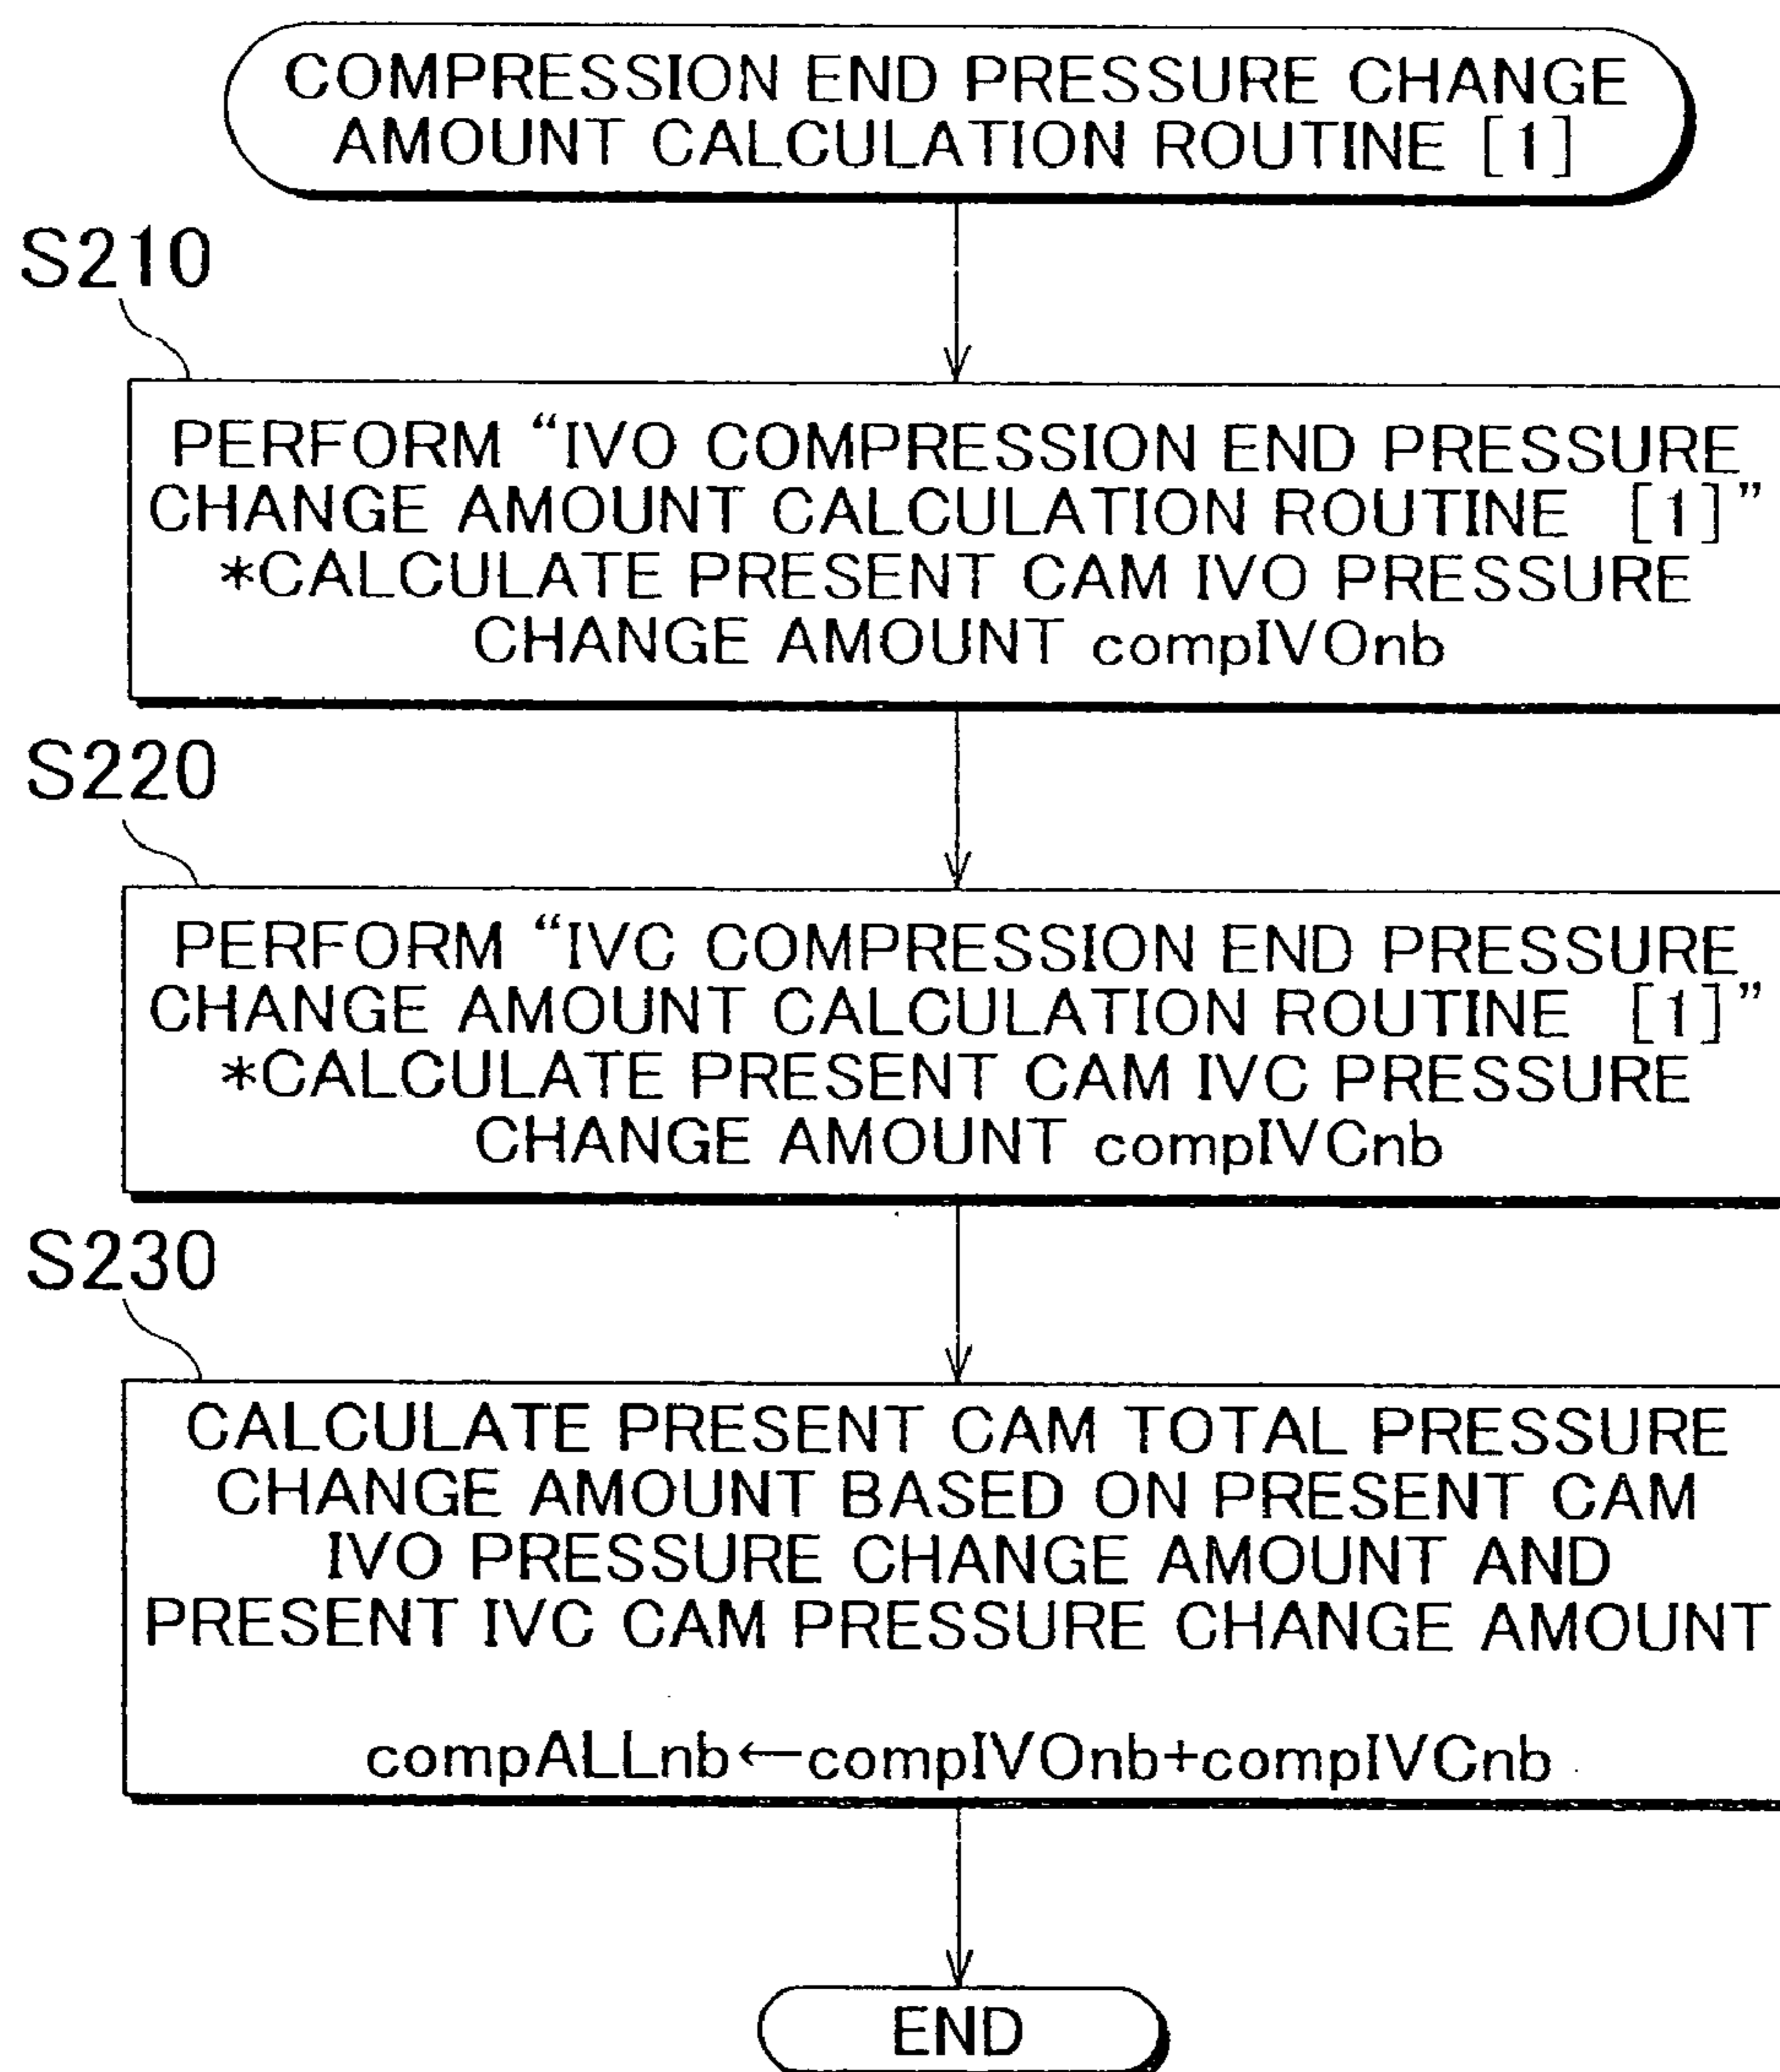 COMPRESSION END PRESSURE CHANGE
AMOUNT CALCULATION ROUTINE [1]
S210
PERFORM “IVO COMPRESSION END PRESSURE
CHANGE AMOUNT CALCULATION ROUTINE [1]”
*CALCULATE PRESENT CAM IVO PRESSURE
CHANGE AMOUNT compIVOnb
S220
PERFORM “IVC COMPRESSION END PRESSURE
CHANGE AMOUNT CALCULATION ROUTINE [1]”
*CALCULATE PRESENT CAM IVC PRESSURE
CHANGE AMOUNT compIVCnb
S230
CALCULATE PRESENT CAM TOTAL PRESSURE
CHANGE AMOUNT BASED ON PRESENT CAM
IVO PRESSURE CHANGE AMOUNT AND
PRESENT IVC CAM PRESSURE CHANGE AMOUNT
compALLnb←compIVOnb+compIVCnb
END